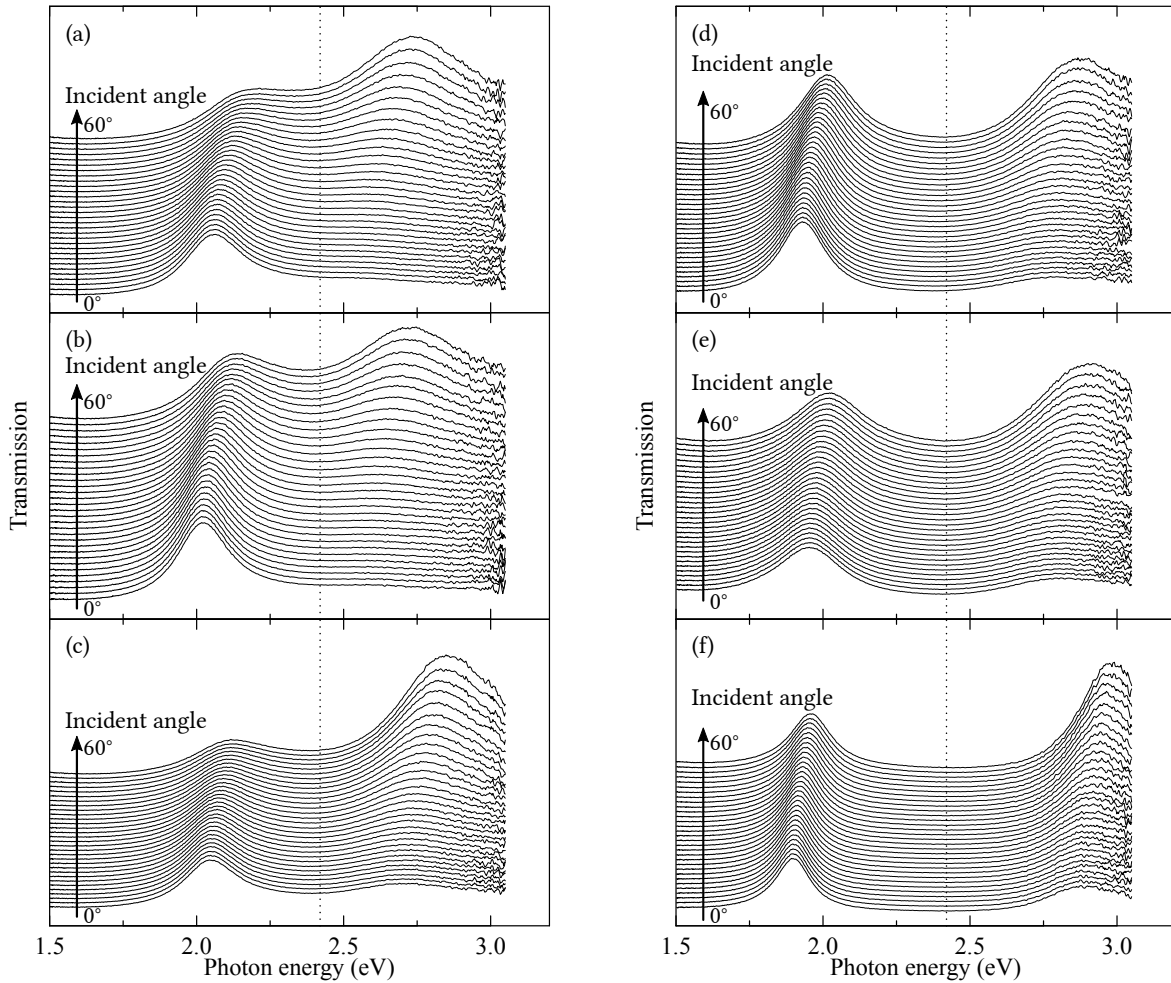 (a)
Incident angle
60°
0°
(b)
Incident angle
60°
0°
(c)
Incident angle
60°
0°
Transmission
1.5 2.0 2.5 3.0
Photon energy (eV)
(d)
Incident angle
60°
0°
(e)
Incident angle
60°
0°
(f)
Incident angle
60°
0°
Transmission
1.5 2.0 2.5 3.0
Photon energy (eV)